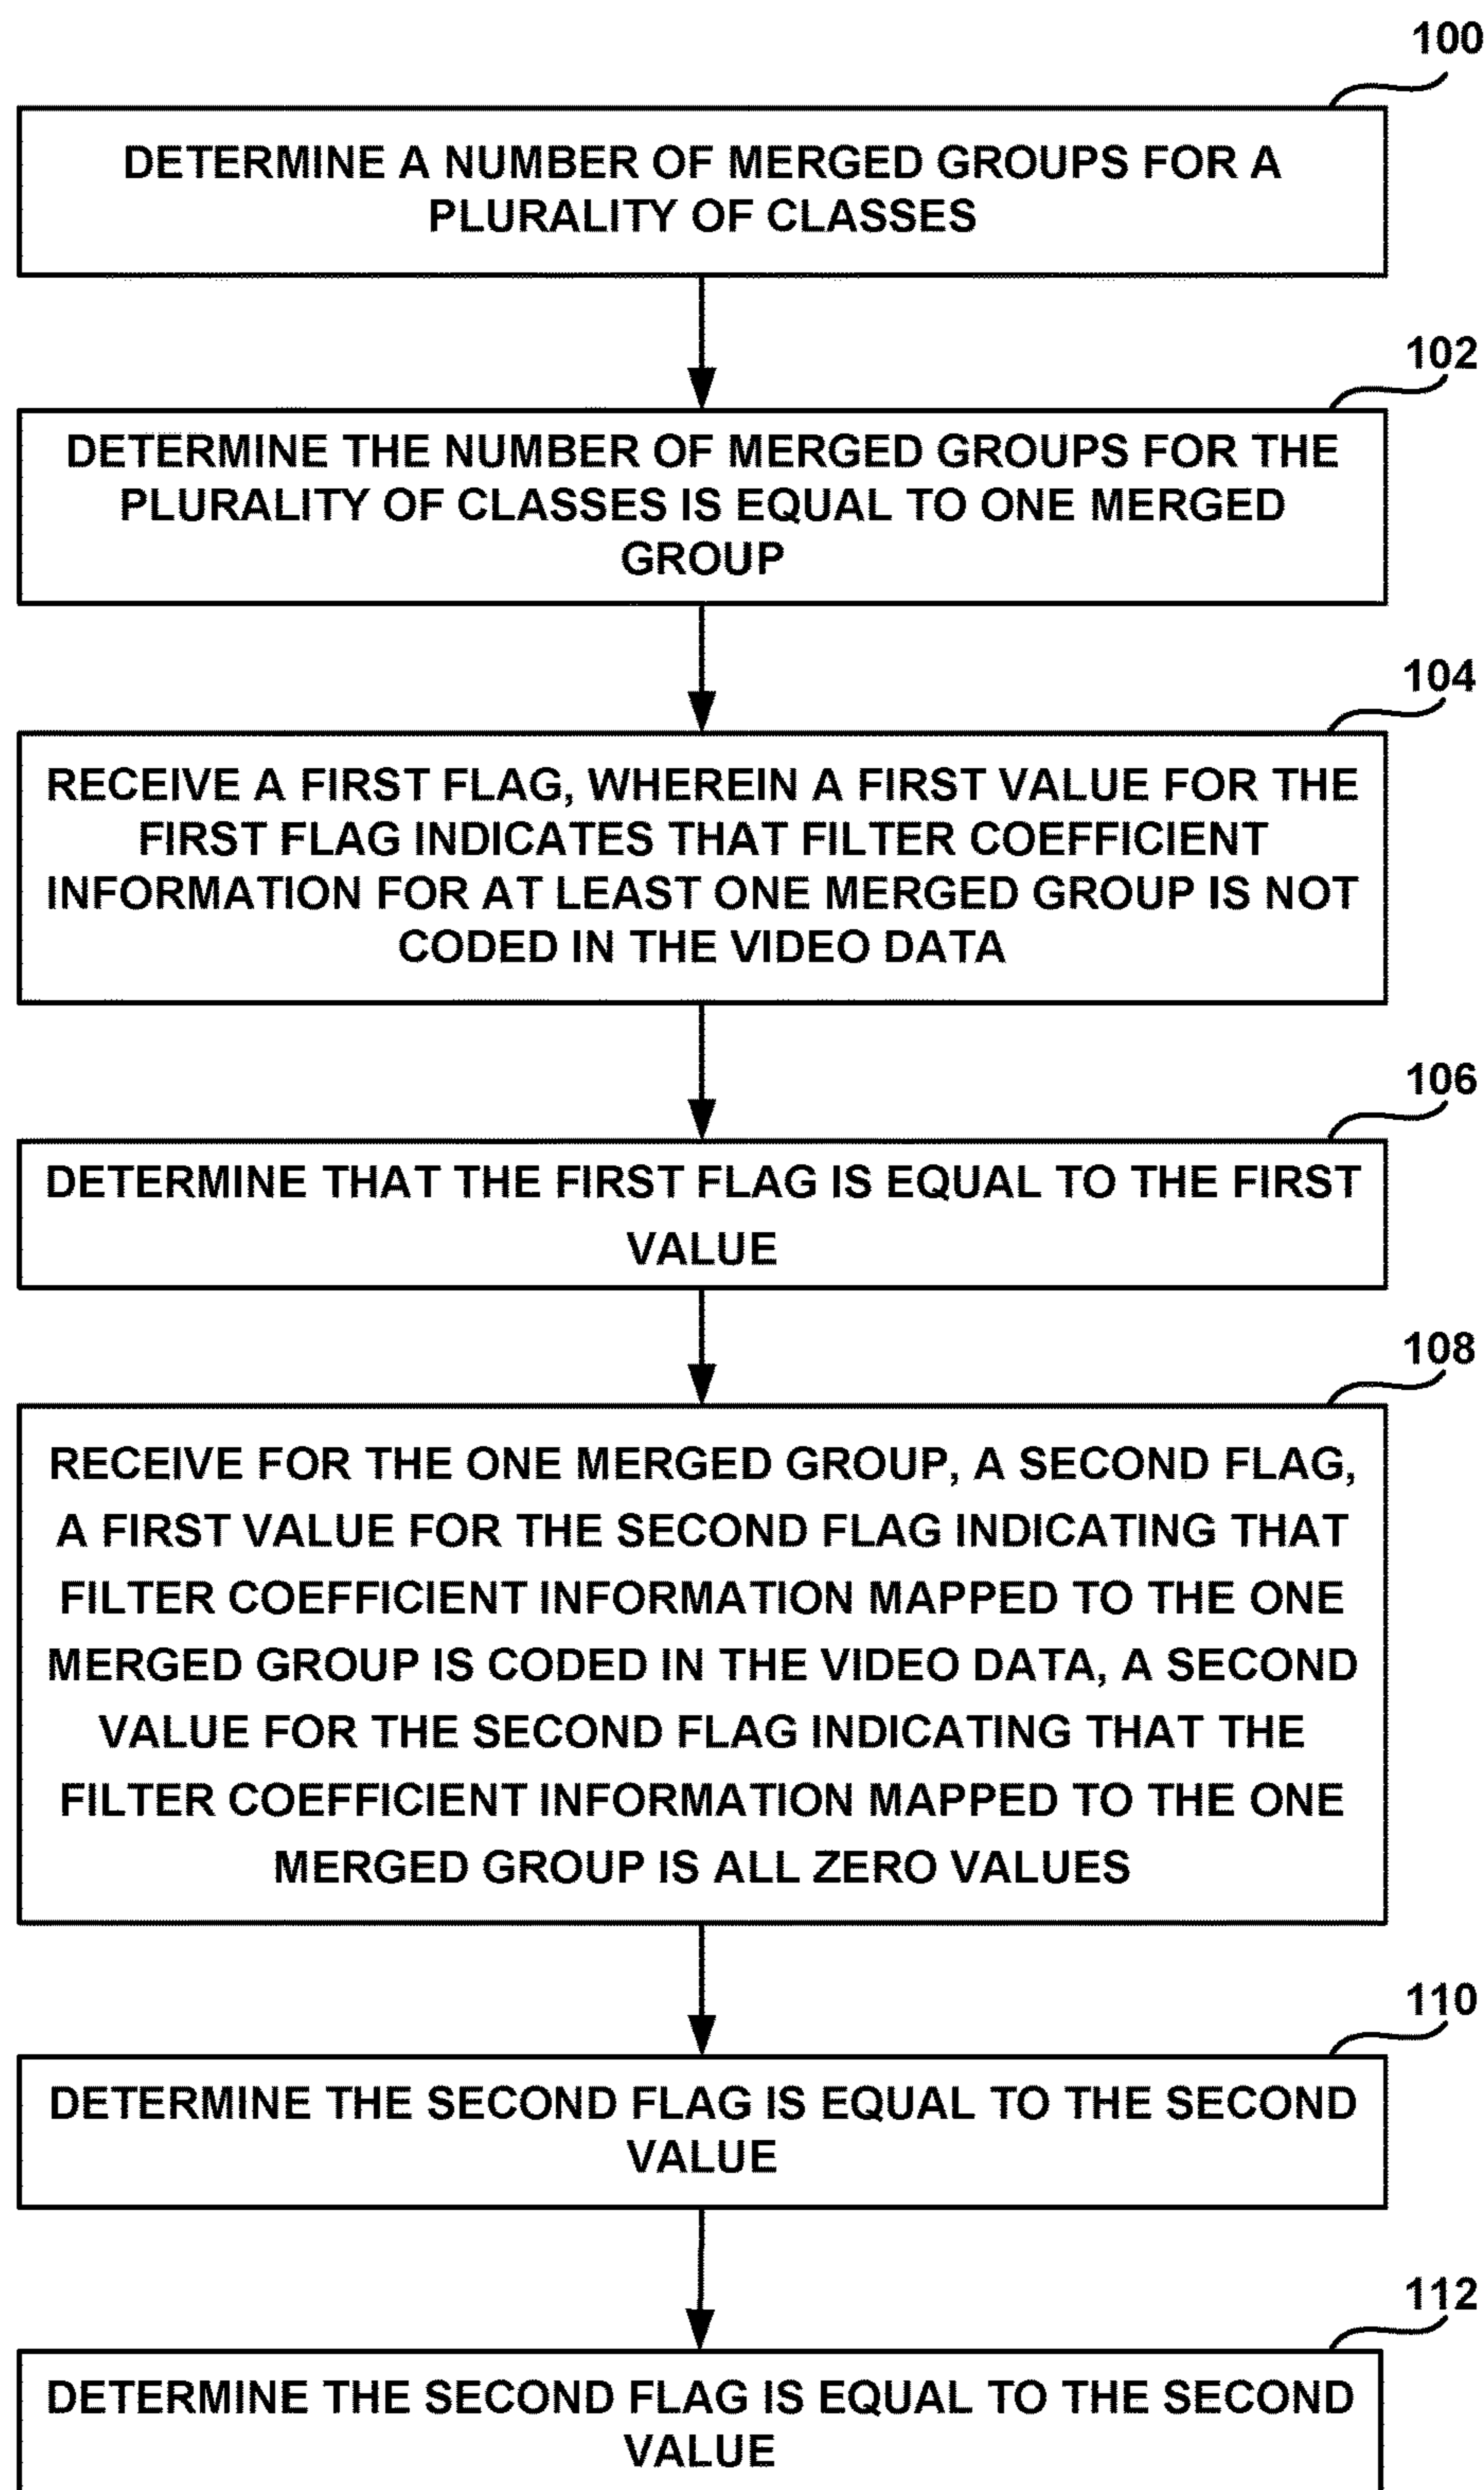 100
DETERMINE A NUMBER OF MERGED GROUPS FOR A
PLURALITY OF CLASSES
102
DETERMINE THE NUMBER OF MERGED GROUPS FOR THE
PLURALITY OF CLASSES IS EQUAL TO ONE MERGED
GROUP
104
RECEIVE A FIRST FLAG, WHEREIN A FIRST VALUE FOR THE
FIRST FLAG INDICATES THAT FILTER COEFFICIENT
INFORMATION FOR AT LEAST ONE MERGED GROUP IS NOT
CODED IN THE VIDEO DATA
106
DETERMINE THAT THE FIRST FLAG IS EQUAL TO THE FIRST
VALUE
108
RECEIVE FOR THE ONE MERGED GROUP, A SECOND FLAG,
A FIRST VALUE FOR THE SECOND FLAG INDICATING THAT
FILTER COEFFICIENT INFORMATION MAPPED TO THE ONE
MERGED GROUP IS CODED IN THE VIDEO DATA, A SECOND
VALUE FOR THE SECOND FLAG INDICATING THAT THE
FILTER COEFFICIENT INFORMATION MAPPED TO THE ONE
MERGED GROUP IS ALL ZERO VALUES
110
DETERMINE THE SECOND FLAG IS EQUAL TO THE SECOND
VALUE
112
DETERMINE THE SECOND FLAG IS EQUAL TO THE SECOND
VALUE